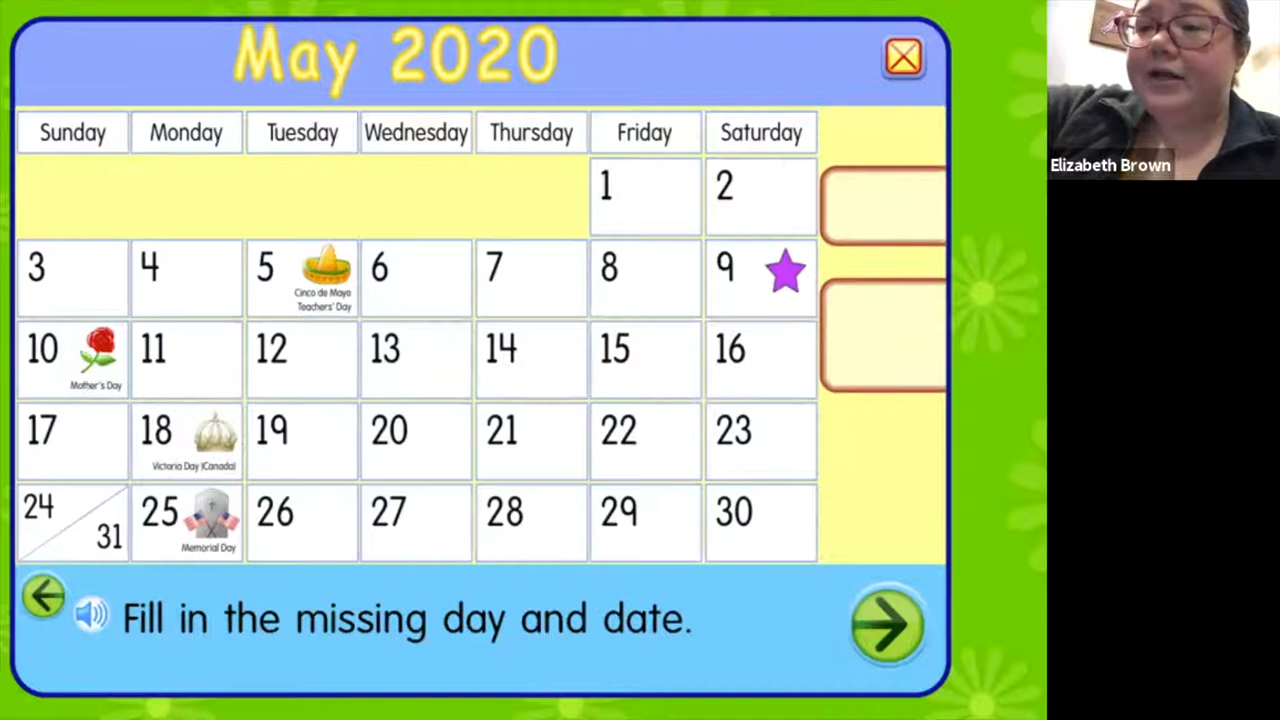 May 2020
Sunday Monday Tuesday Wednesday Thursday Friday Saturday
1 2
3 4 5 6 7 8 9
Cinco de Mayo
Teachers' Day
10 11 12 13 14 15 16
Mother's Day
17 18 19 20 21 22 23
Victoria Day (Canada)
24 31 25 26 27 28 29 30
Memorial Day
Fill in the missing day and date.
Elizabeth Brown